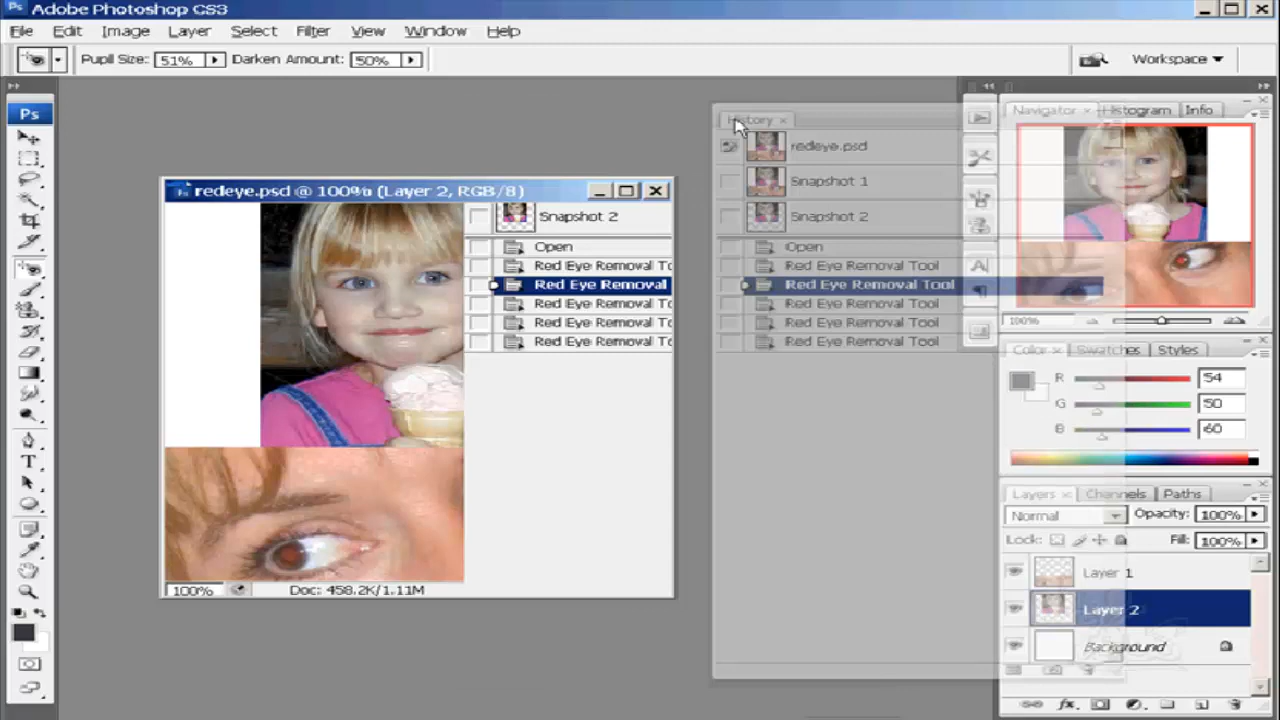 Ps Adobe Photoshop CS3
File Edit Image Layer Select Filter View Window Help
Pupil Size: 51% Darken Amount: 50% Workspace
Ps
History ×
redeye.psd
Snapshot 1
Snapshot 2
Open
Red Eye Removal Tool
Red Eye Removal Tool
Red Eye Removal Tool
Red Eye Removal Tool
Red Eye Removal Tool
redeye.psd @ 100% (Layer 2, RGB/8)
Snapshot 2
Open
Red Eye Removal To
Red Eye Removal
Red Eye Removal To
Red Eye Removal To
Red Eye Removal To
100% Doc: 458.2K/1.11M
Navigator × Histogram Info
100%
Color × Swatches Styles
R 54
G 50
B 60
Layers × Channels Paths
Normal Opacity: 100%
Lock: Fill: 100%
Layer 1
Layer 2
Background